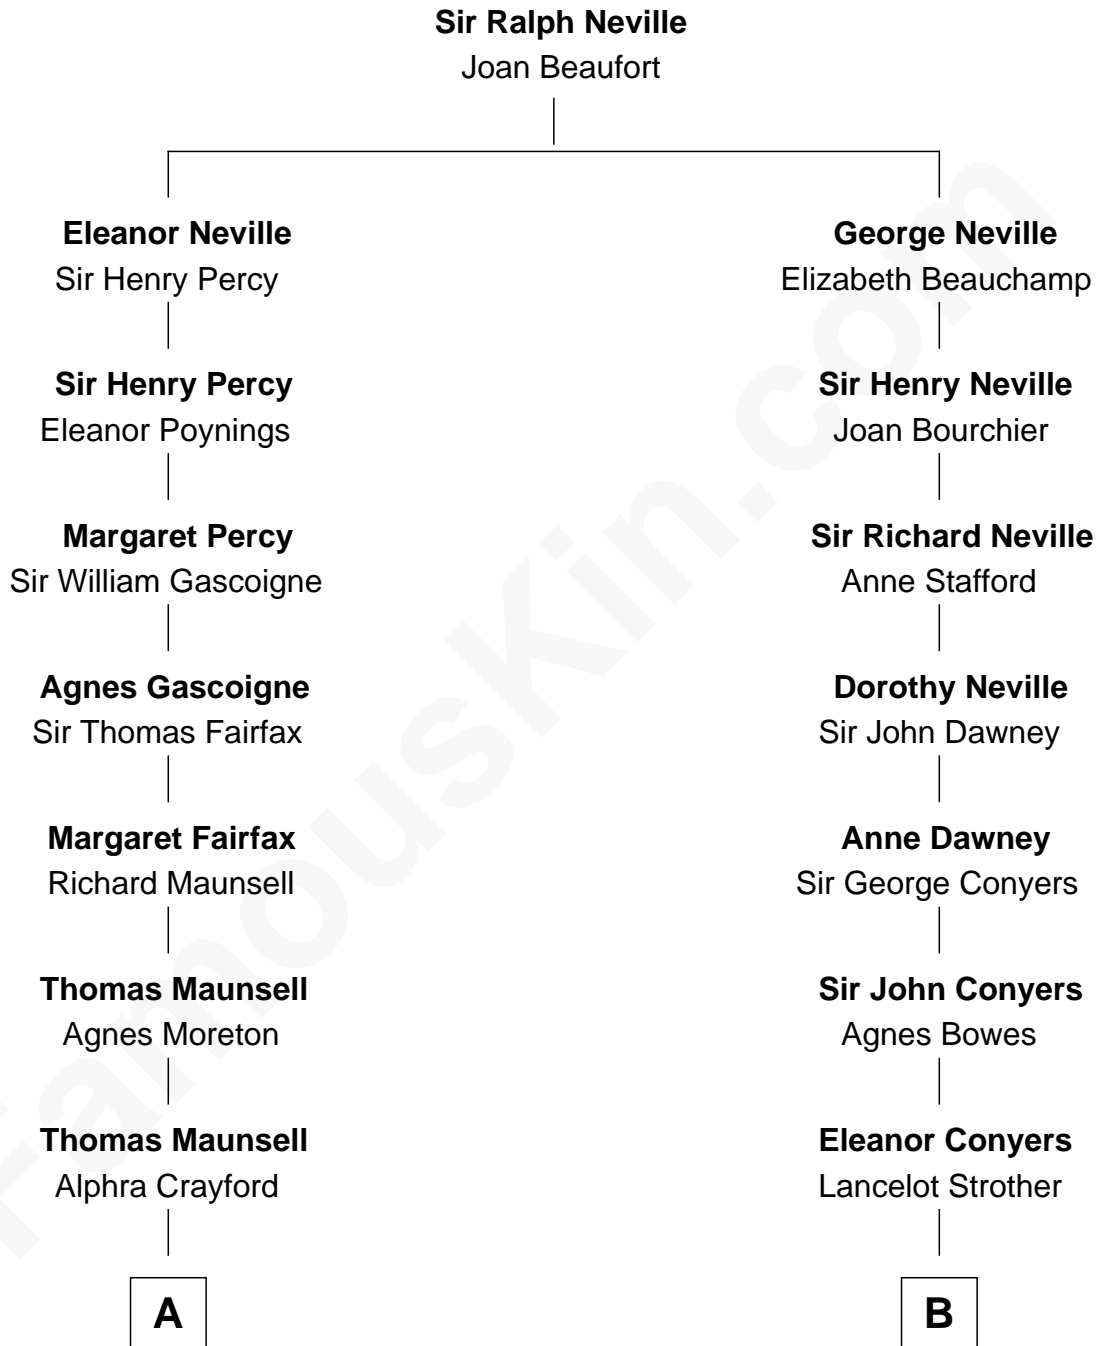 Sir Ralph Neville
Joan Beaufort
Eleanor Neville
Sir Henry Percy
George Neville
Elizabeth Beauchamp
Sir Henry Percy
Eleanor Poynings
Sir Henry Neville
Joan Bourchier
Margaret Percy
Sir William Gascoigne
Sir Richard Neville
Anne Stafford
Agnes Gascoigne
Sir Thomas Fairfax
Dorothy Neville
Sir John Dawney
Margaret Fairfax
Richard Maunsell
Anne Dawney
Sir George Conyers
Thomas Maunsell
Agnes Moreton
Sir John Conyers
Agnes Bowes
Thomas Maunsell
Alphra Crayford
Eleanor Conyers
Lancelot Strother
A
B
FamousKin.com